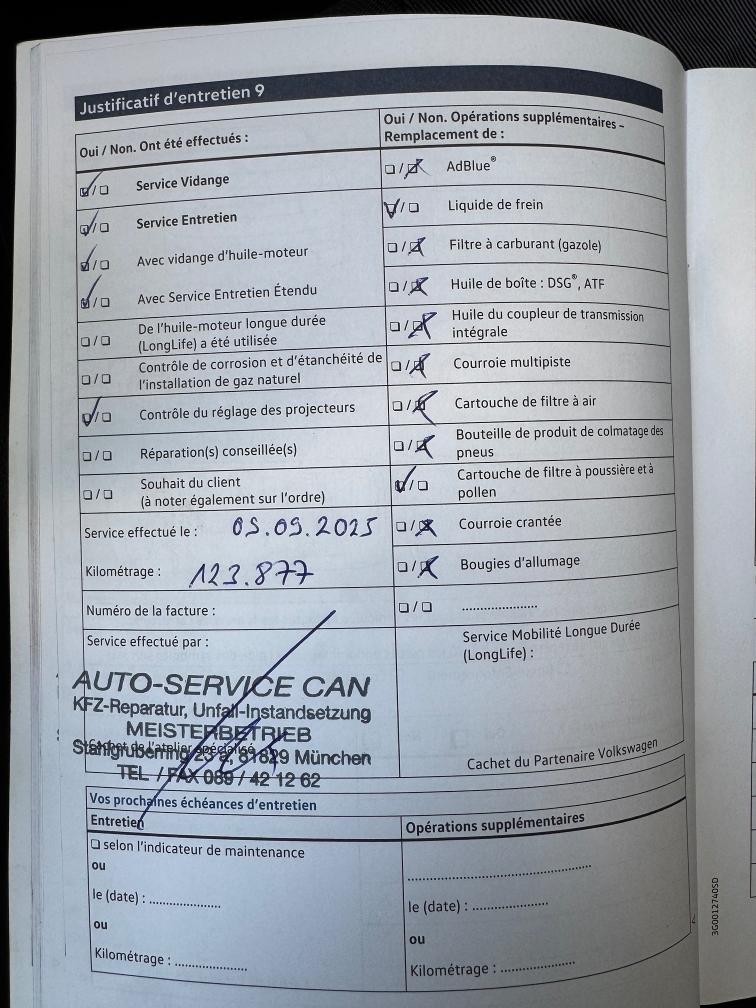 Justificatif d'entretien 9
Oui / Non. Ont été effectués :
Service Vidange
Service Entretien
Avec vidange d'huile-moteur
Avec Service Entretien Étendu
De l'huile-moteur longue durée
(LongLife) a été utilisée
Contrôle de corrosion et d'étanchéité de
l'installation de gaz naturel
Contrôle du réglage des projecteurs
Réparation(s) conseillée(s)
Souhait du client
(à noter également sur l'ordre)
Service effectué le : 05.09.2025
Kilométrage : 123.877
Numéro de la facture :
Service effectué par :
AUTO-SERVICE CAN
KFZ-Reparatur, Unfall-Instandsetzung
MEISTERBETRIEB
Stahlgruberring 23 a, 81829 München
Cachet de l'atelier spécialisé
TEL / FAX 089 / 42 12 62
Oui / Non. Opérations supplémentaires –
Remplacement de :
AdBlue®
Liquide de frein
Filtre à carburant (gazole)
Huile de boîte : DSG®, ATF
Huile du coupleur de transmission
intégrale
Courroie multipiste
Cartouche de filtre à air
Bouteille de produit de colmatage des
pneus
Cartouche de filtre à poussière et à
pollen
Courroie crantée
Bougies d'allumage
.....................
Service Mobilité Longue Durée
(LongLife) :
Cachet du Partenaire Volkswagen
Vos prochaines échéances d'entretien
Entretien
selon l'indicateur de maintenance
ou
le (date) : ....................
ou
Kilométrage : ....................
Opérations supplémentaires
..................................................
le (date) : .....................
ou
Kilométrage : .....................
3G0012740SD